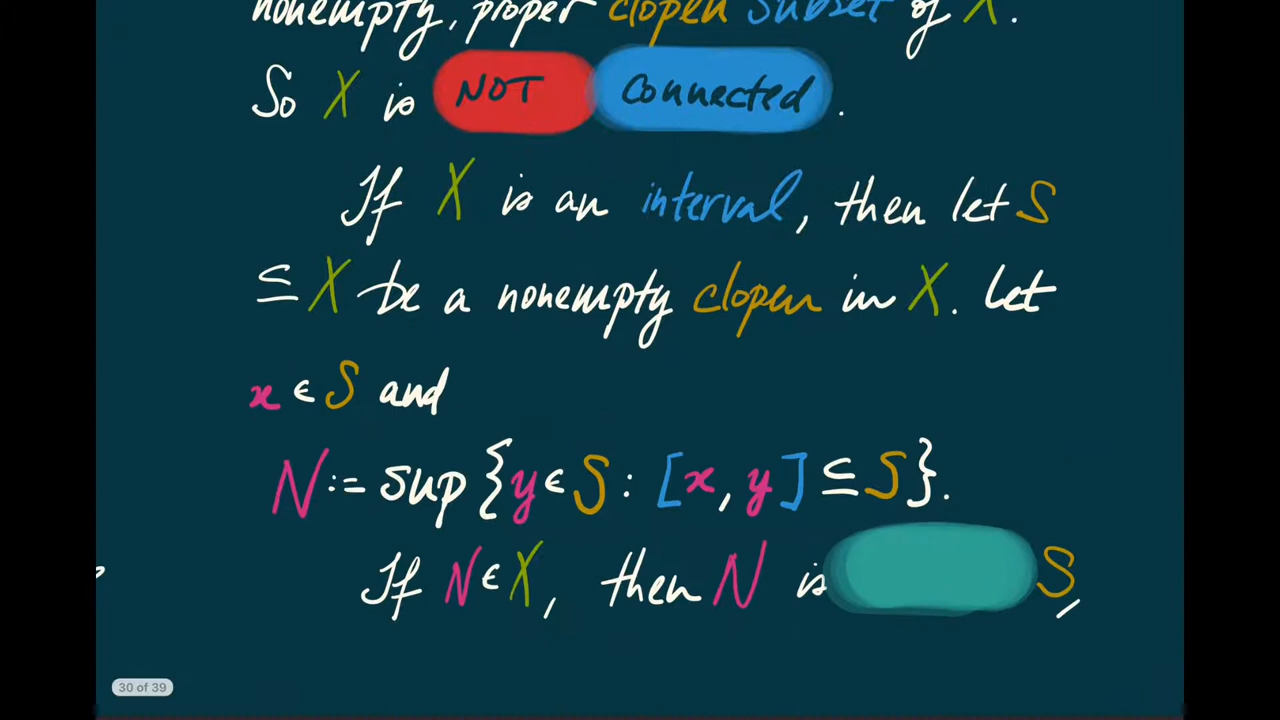 nonempty, proper clopen subset of X.
So X is NOT Connected.
If X is an interval, then let S
⊆ X be a nonempty clopen in X. Let
x ∈ S and
N := sup {y ∈ S : [x, y] ⊆ S}.
If N ∈ X, then N is S,
30 of 39